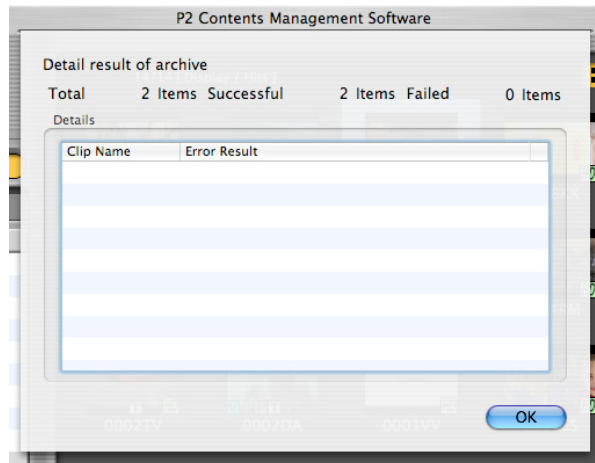 P2 Contents Management Software
Detail result of archive
Total 2 Items Successful 2 Items Failed 0 Items
Details
Clip Name Error Result
OK
0002TV 0002DA 0001VV